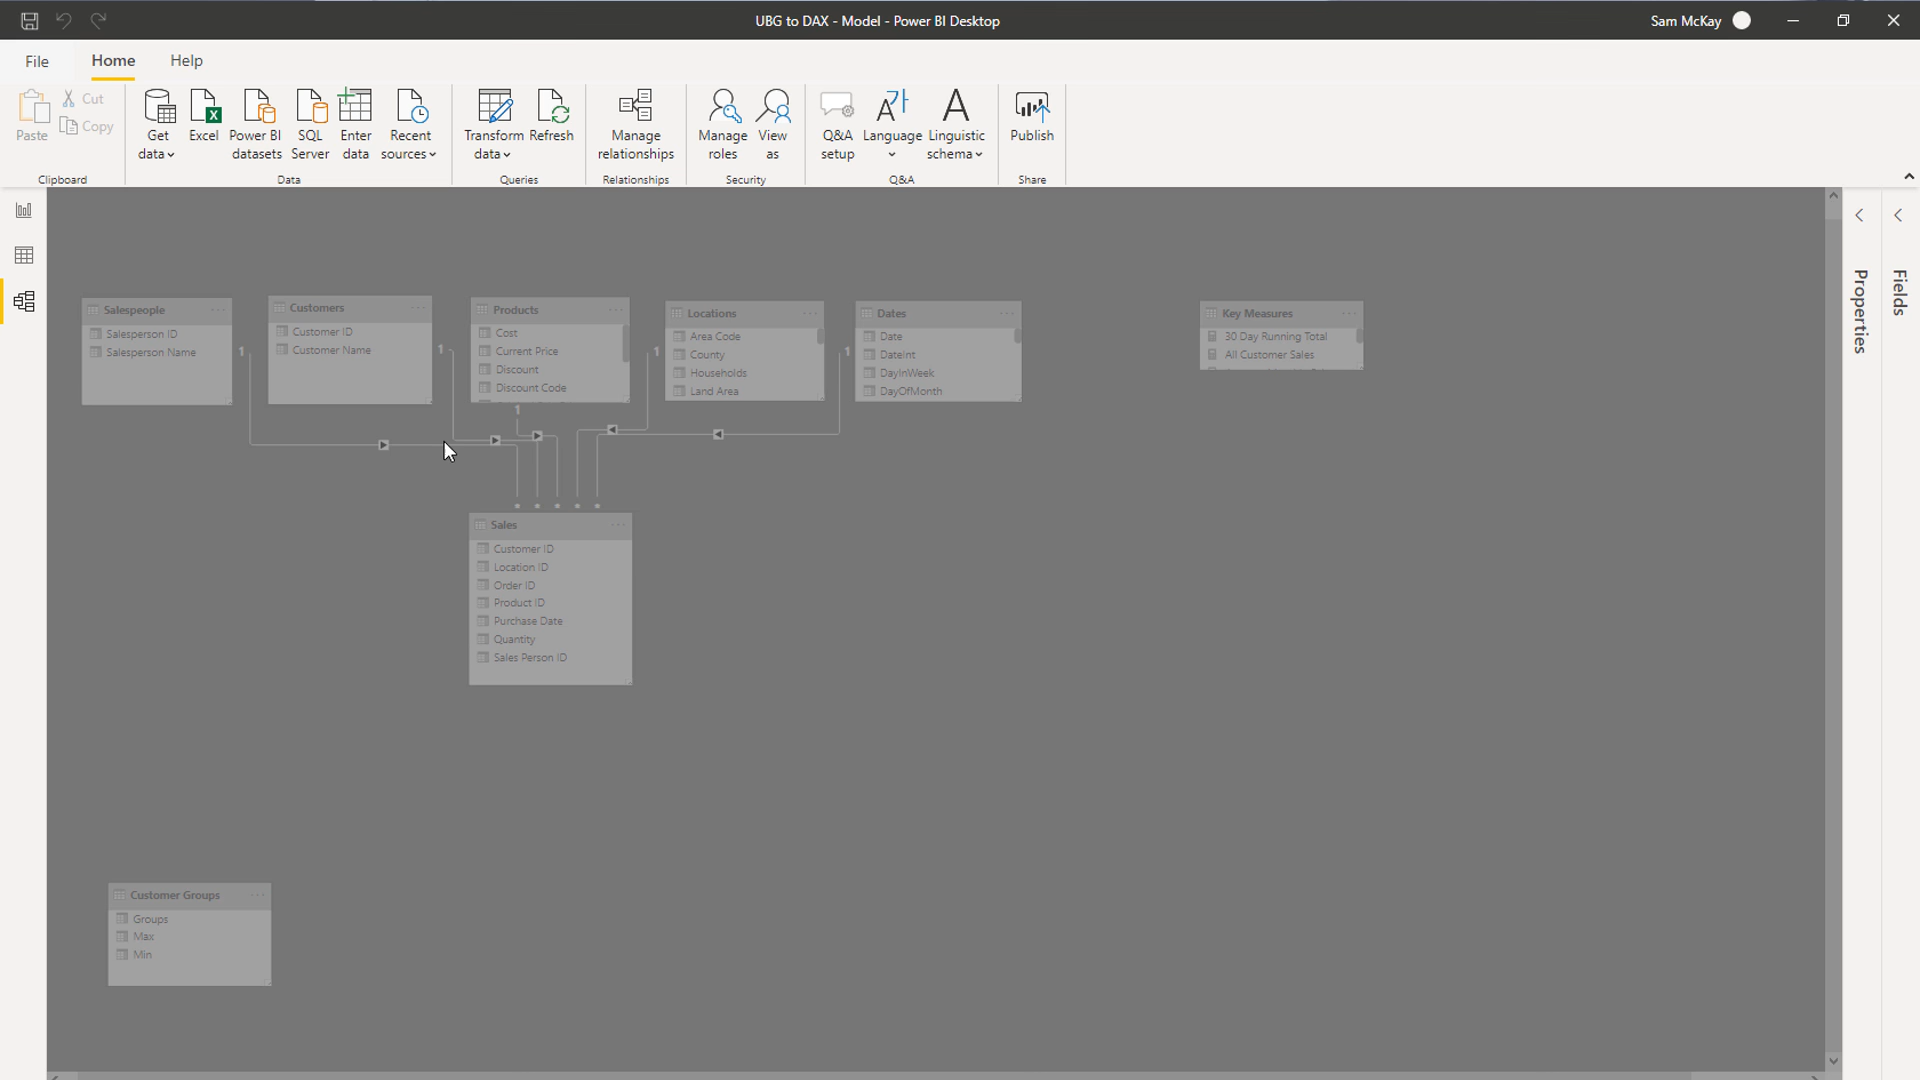 UBG to DAX - Model - Power BI Desktop
Sam McKay
File Home Help
Paste
Cut
Copy
Clipboard
Get data
Excel
Power BI datasets
SQL Server
Enter data
Recent sources
Data
Transform data
Refresh
Queries
Manage relationships
Relationships
Manage roles
View as
Security
Q&A setup
Language
Linguistic schema
Q&A
Publish
Share
Salespeople
Salesperson ID
Salesperson Name
1
Customers
Customer ID
Customer Name
1
Products
Cost
Current Price
Discount
Discount Code
1
Locations
Area Code
County
Households
Land Area
1
Dates
Date
DateInt
DayInWeek
DayOfMonth
1
Key Measures
30 Day Running Total
All Customer Sales
Sales
Customer ID
Location ID
Order ID
Product ID
Purchase Date
Quantity
Sales Person ID
Customer Groups
Groups
Max
Min
Properties
Fields